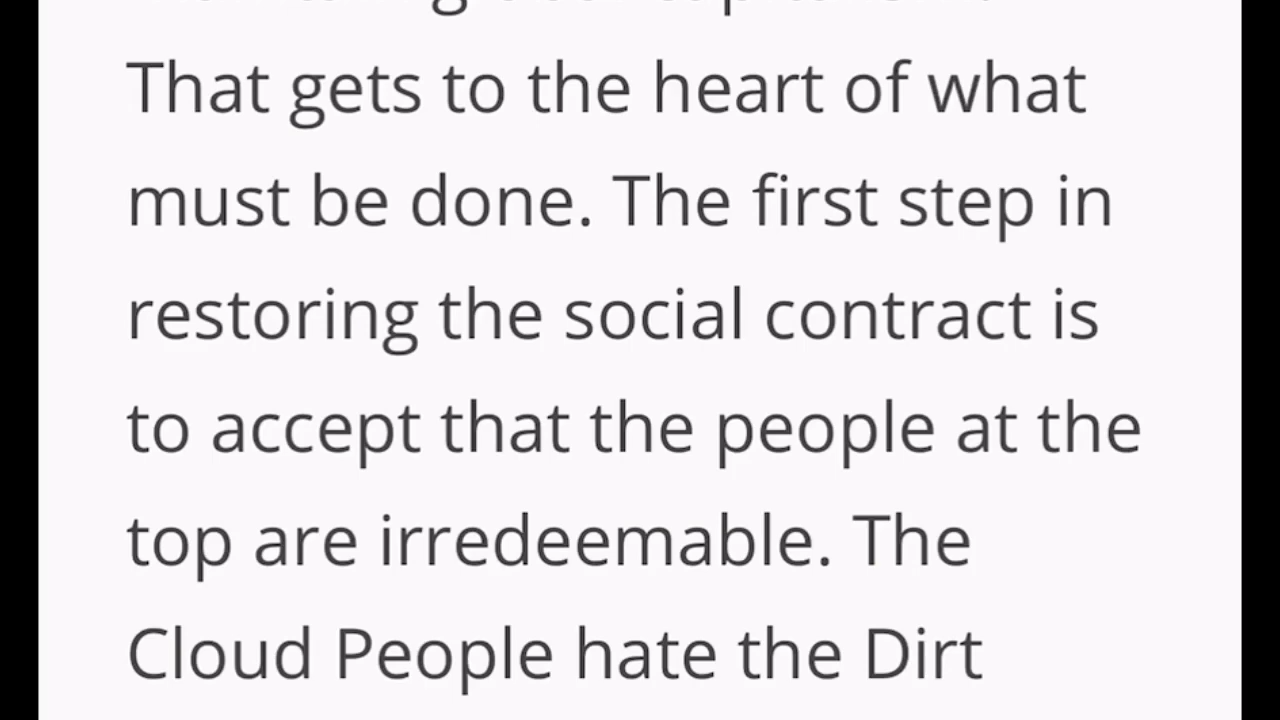 That gets to the heart of what
must be done. The first step in
restoring the social contract is
to accept that the people at the
top are irredeemable. The
Cloud People hate the Dirt